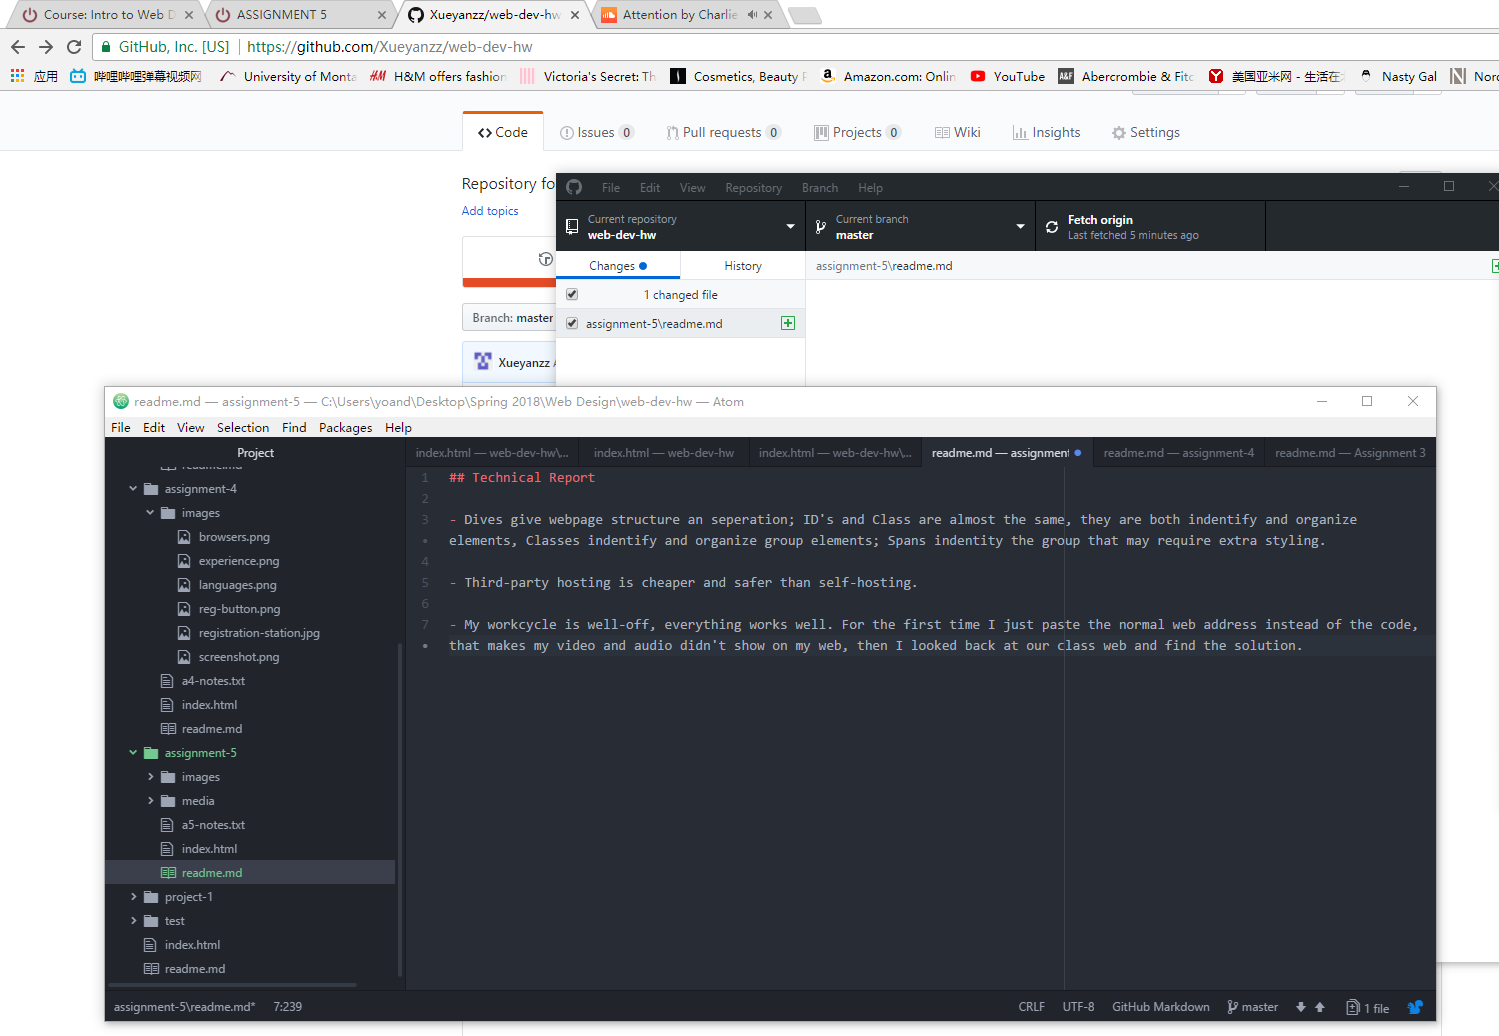 Course: Intro to Web D
ASSIGNMENT 5
Xueyanzz/web-dev-hw
Attention by Charlie
GitHub, Inc. [US]
https://github.com/Xueyanzz/web-dev-hw
应用
哔哩哔哩弹幕视频网
University of Monta
H&M offers fashion
Victoria's Secret: Th
Cosmetics, Beauty
Amazon.com: Onlin
YouTube
A&F
Abercrombie & Fitc
美国亚米网 - 生活在
Nasty Gal
Nord
Code
Issues 0
Pull requests 0
Projects 0
Wiki
Insights
Settings
Repository fo
Add topics
Branch: master
Xueyanzz
File Edit View Repository Branch Help
Current repository
web-dev-hw
Current branch
master
Fetch origin
Last fetched 5 minutes ago
Changes
History
assignment-5\readme.md
1 changed file
assignment-5\readme.md
readme.md — assignment-5 — C:\Users\yoand\Desktop\Spring 2018\Web Design\web-dev-hw — Atom
File Edit View Selection Find Packages Help
Project
readme.md
assignment-4
images
browsers.png
experience.png
languages.png
reg-button.png
registration-station.jpg
screenshot.png
a4-notes.txt
index.html
readme.md
assignment-5
images
media
a5-notes.txt
index.html
readme.md
project-1
test
index.html
readme.md
index.html — web-dev-hw\...
index.html — web-dev-hw
index.html — web-dev-hw\...
readme.md — assignment
readme.md — assignment-4
readme.md — Assignment 3
1 ## Technical Report
2
3 - Dives give webpage structure an seperation; ID's and Class are almost the same, they are both indentify and organize
• elements, Classes indentify and organize group elements; Spans indentity the group that may require extra styling.
4
5 - Third-party hosting is cheaper and safer than self-hosting.
6
7 - My workcycle is well-off, everything works well. For the first time I just paste the normal web address instead of the code,
• that makes my video and audio didn't show on my web, then I looked back at our class web and find the solution.
assignment-5\readme.md*
7:239
CRLF
UTF-8
GitHub Markdown
master
1 file